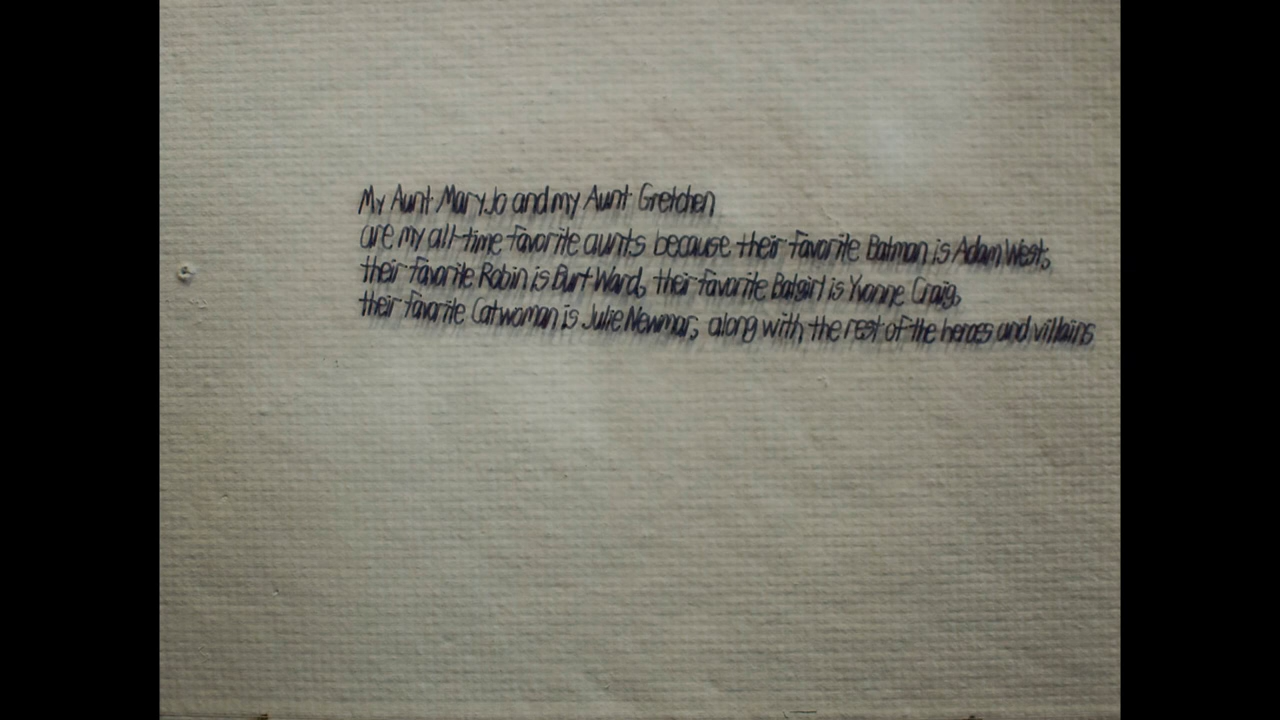 My Aunt Mary Jo and my Aunt Gretchen
are my all-time favorite aunts because their favorite Batman is Adam West,
their favorite Robin is Burt Ward, their favorite Batgirl is Yvonne Craig,
their favorite Catwoman is Julie Newmar, along with the rest of the heroes and villains